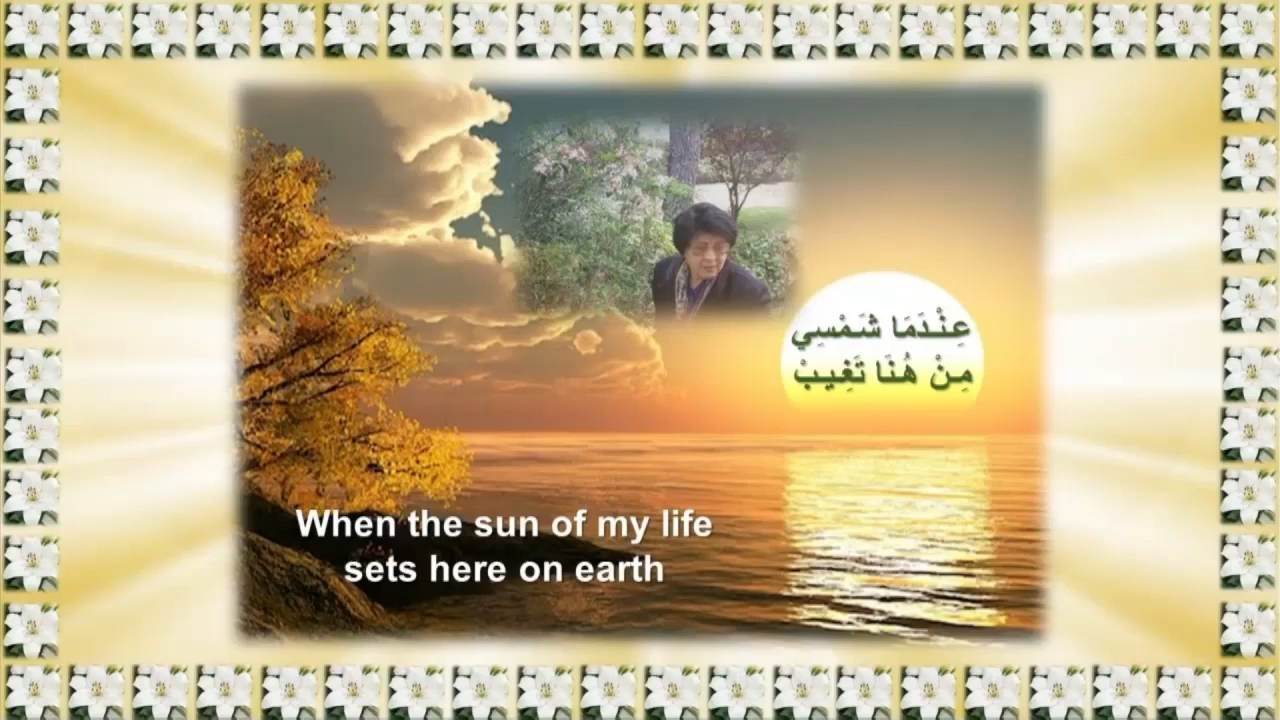 عِنْدَمَا شَمْسِي
مِنْ هُنَا تَغِيبْ
When the sun of my life
sets here on earth